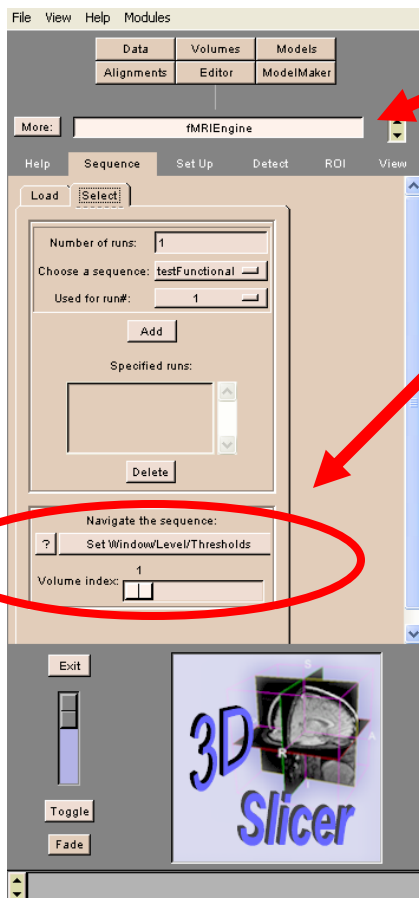 File View Help Modules
Data Volumes Models
Alignments Editor ModelMaker
More: fMRIEngine
Help Sequence Set Up Detect ROI View
Load Select
Number of runs: 1
Choose a sequence: testFunctional
Used for run#: 1
Add
Specified runs:
Delete
Navigate the sequence:
? Set Window/Level/Thresholds
1
Volume index:
Exit
Toggle
Fade
S
A
R
I
3D
Slicer